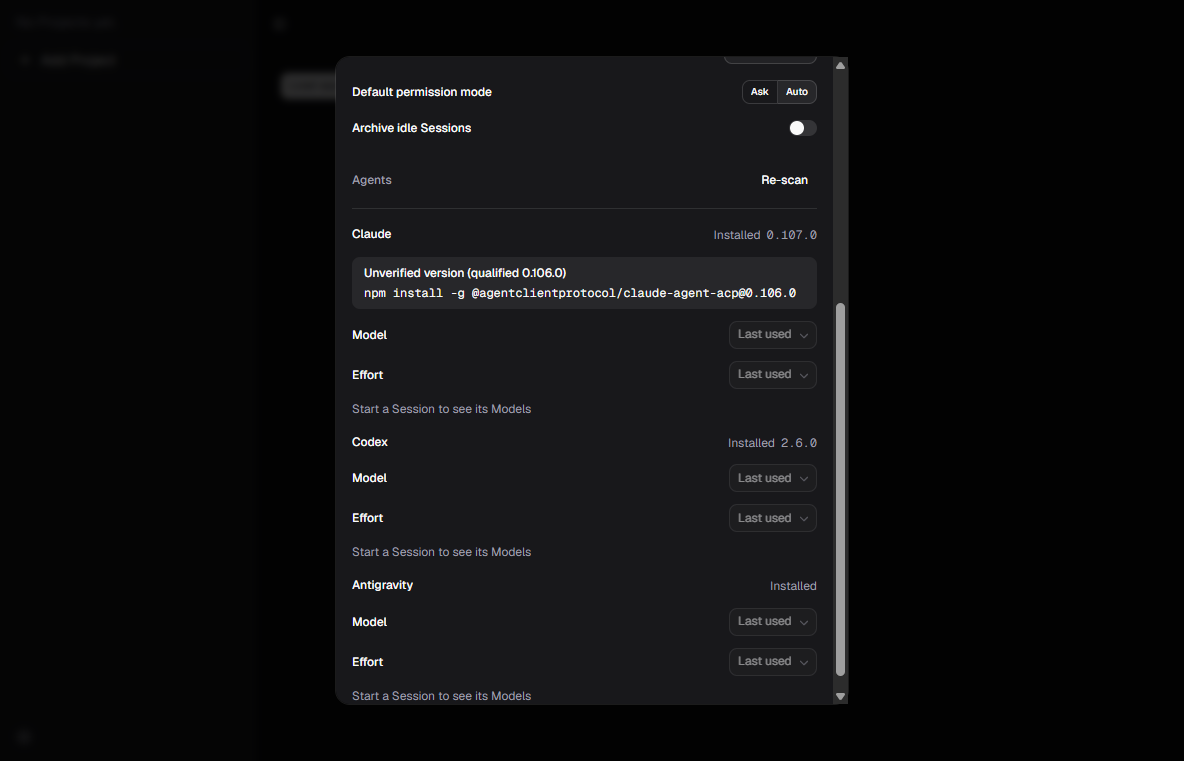 Add Project
Default permission mode
Ask Auto
Archive idle Sessions
Agents Re-scan
Claude Installed 0.107.0
Unverified version (qualified 0.106.0)
npm install -g @agentclientprotocol/claude-agent-acp@0.106.0
Model Last used
Effort Last used
Start a Session to see its Models
Codex Installed 2.6.0
Model Last used
Effort Last used
Start a Session to see its Models
Antigravity Installed
Model Last used
Effort Last used
Start a Session to see its Models